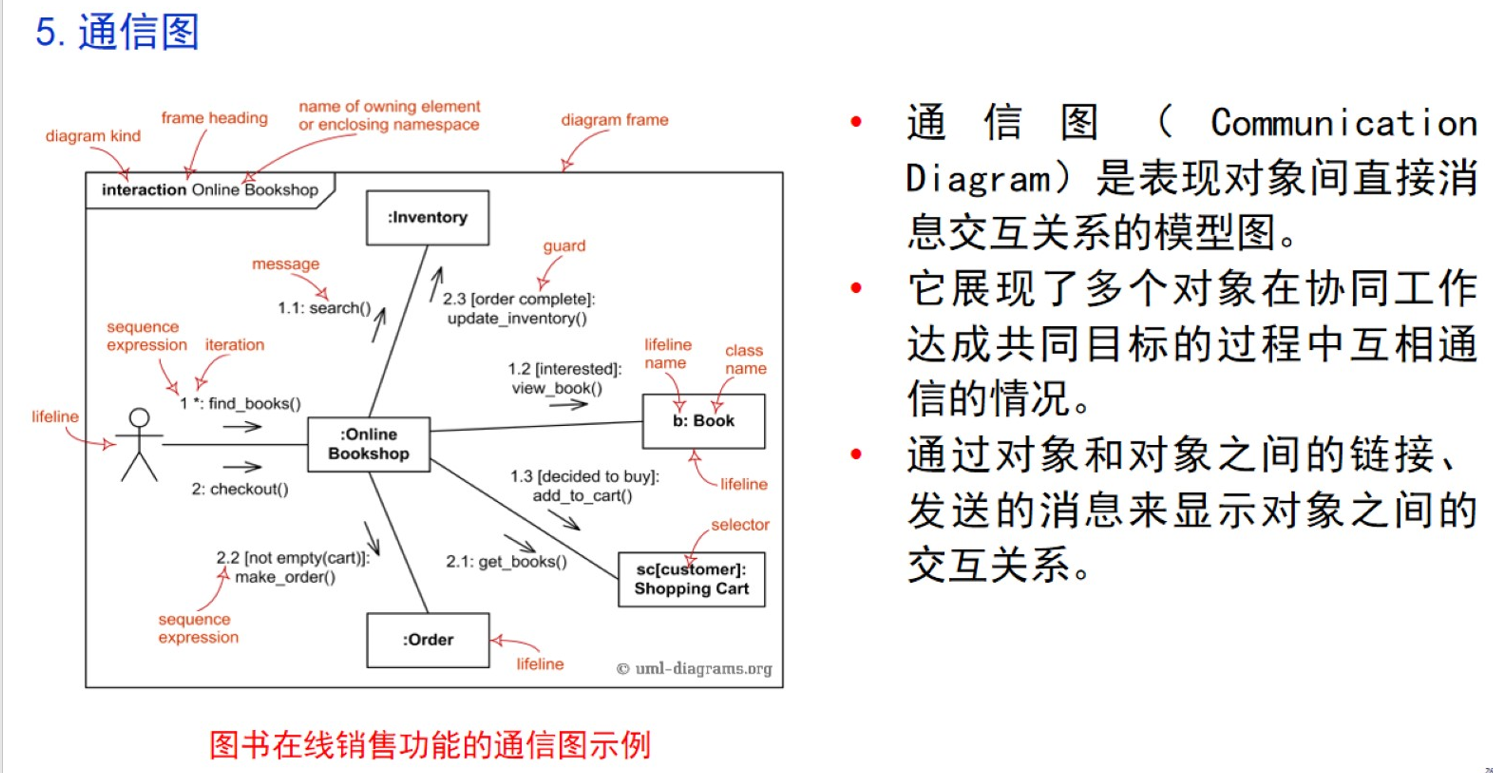 5. 通信图
name of owning element
or enclosing namespace
frame heading
diagram frame
diagram kind
interaction Online Bookshop
:Inventory
guard
message
1.1: search()
2.3 [order complete]:
update_inventory()
sequence
expression
iteration
lifeline
name
class
name
1.2 [interested]:
view_book()
1 *: find_books()
lifeline
b: Book
:Online
Bookshop
1.3 [decided to buy]:
add_to_cart()
lifeline
2: checkout()
selector
2.2 [not empty(cart)]:
make_order()
2.1: get_books()
sc[customer]:
Shopping Cart
sequence
expression
:Order
lifeline
© uml-diagrams.org
图书在线销售功能的通信图示例
• 通信图（Communication
Diagram）是表现对象间直接消
息交互关系的模型图。
• 它展现了多个对象在协同工作
达成共同目标的过程中互相通
信的情况。
• 通过对象和对象之间的链接、
发送的消息来显示对象之间的
交互关系。